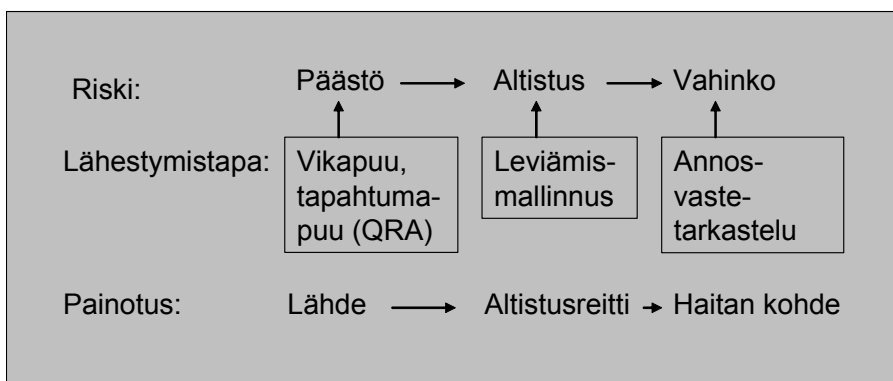 Riski: Päästö Altistus Vahinko
Lähestymistapa: Vikapuu, Leviämis- Annos-
tapahtuma- mallinnus vaste-
puu (QRA) tarkastelu
Painotus: Lähde Altistusreitti Haitan kohde